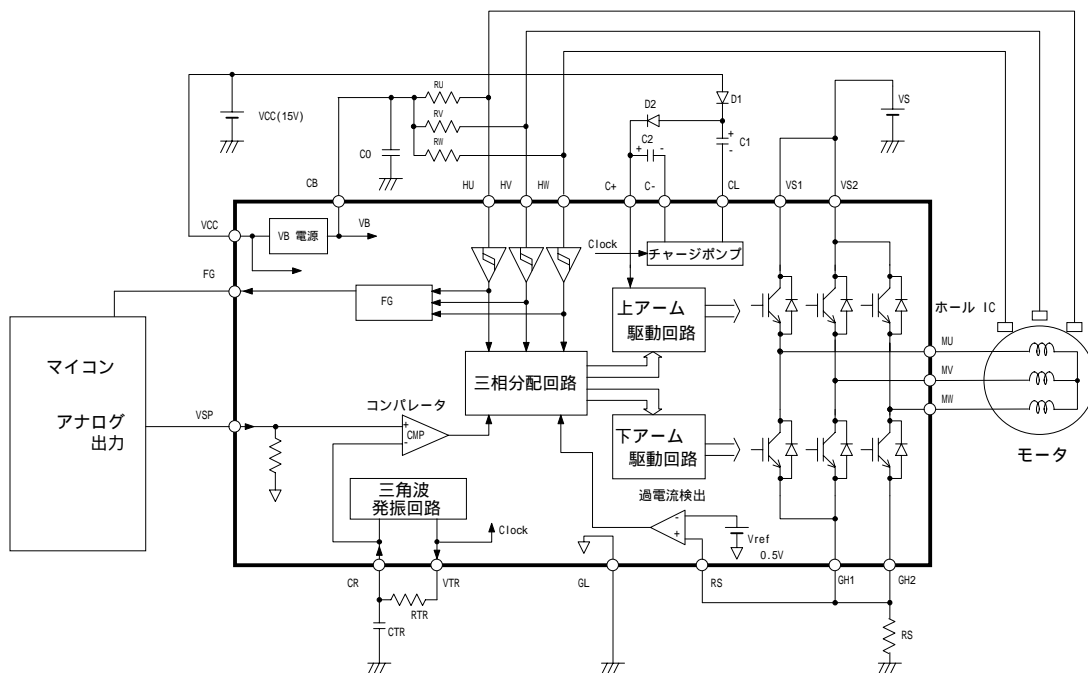 RU
RV
RW
VCC(15V)
C0
D1
D2
C2
+
-
+
-
C1
VS
CB
HU
HV
HW
C+
C-
CL
VS1
VS2
VCC
VB 電源
VB
Clock
チャージポンプ
FG
FG
上アーム
駆動回路
ホール IC
マイコン
アナログ
出力
三相分配回路
MU
MV
MW
モータ
VSP
コンパレータ
+
-
CMP
下アーム
駆動回路
三角波
発振回路
Clock
過電流検出
-
+
Vref
0.5V
CR
VTR
GL
RS
GH1
GH2
RTR
CTR
RS